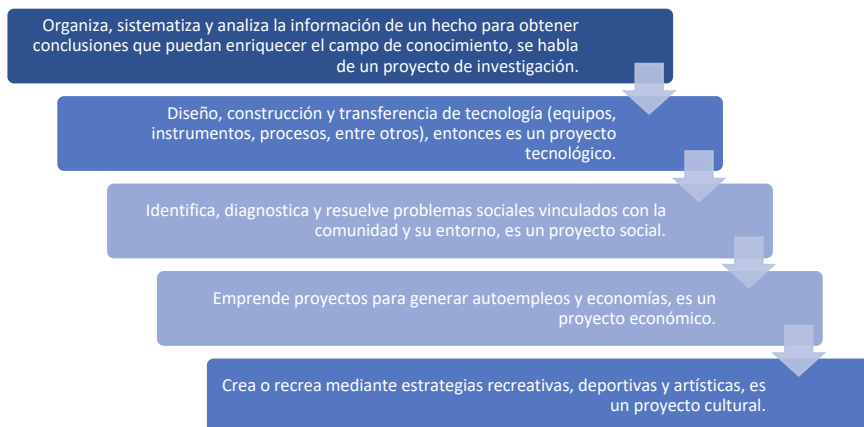 Organiza, sistematiza y analiza la información de un hecho para obtener
conclusiones que puedan enriquecer el campo de conocimiento, se habla
de un proyecto de investigación.
Diseño, construcción y transferencia de tecnología (equipos,
instrumentos, procesos, entre otros), entonces es un proyecto
tecnológico.
Identifica, diagnostica y resuelve problemas sociales vinculados con la
comunidad y su entorno, es un proyecto social.
Emprende proyectos para generar autoempleos y economías, es un
proyecto económico.
Crea o recrea mediante estrategias recreativas, deportivas y artísticas, es
un proyecto cultural.